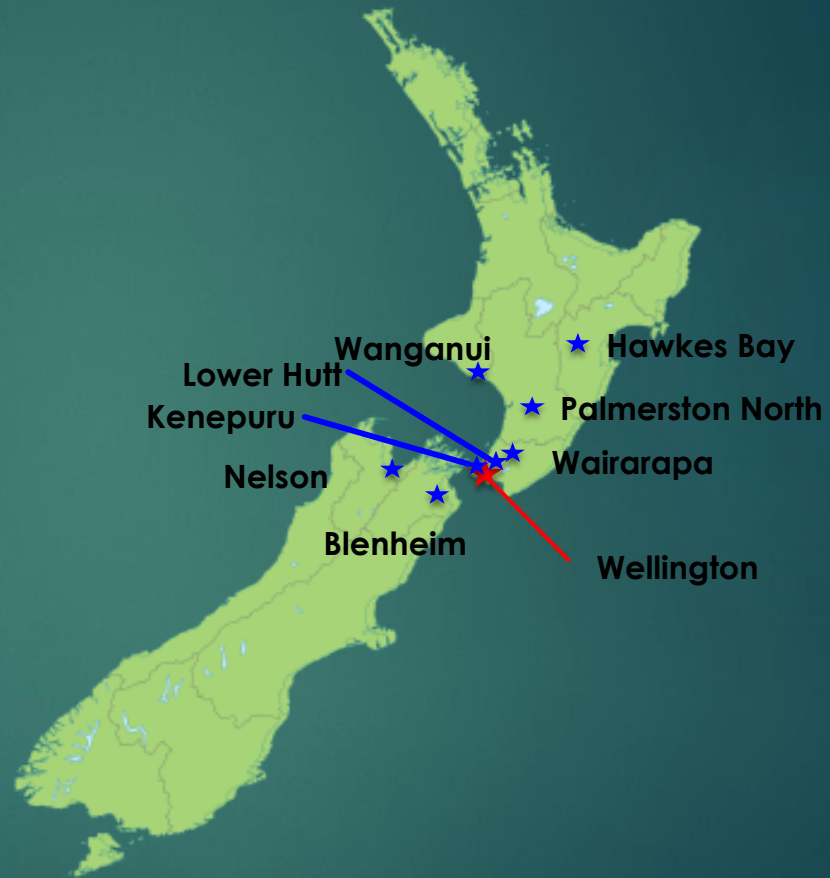 Wanganui
Hawkes Bay
Lower Hutt
Palmerston North
Kenepuru
Wairarapa
Nelson
Blenheim
Wellington